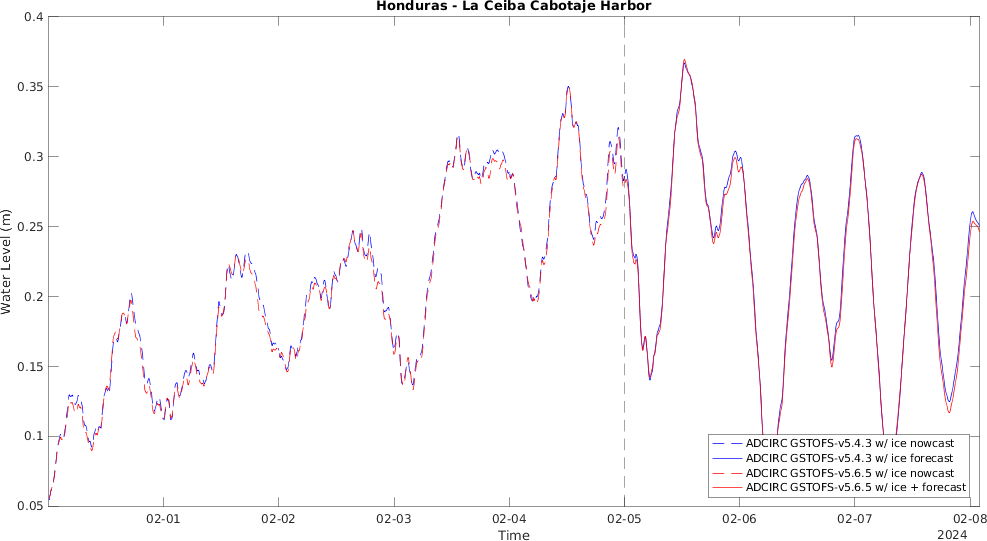 Honduras - La Ceiba Cabotaje Harbor
0.4
0.35
0.3
0.25
0.2
0.15
0.1
0.05
Water Level (m)
ADCIRC GSTOFS-v5.4.3 w/ ice nowcast
ADCIRC GSTOFS-v5.4.3 w/ ice forecast
ADCIRC GSTOFS-v5.6.5 w/ ice nowcast
ADCIRC GSTOFS-v5.6.5 w/ ice + forecast
02-01 02-02 02-03 02-04 02-05 02-06 02-07 02-08
Time 2024